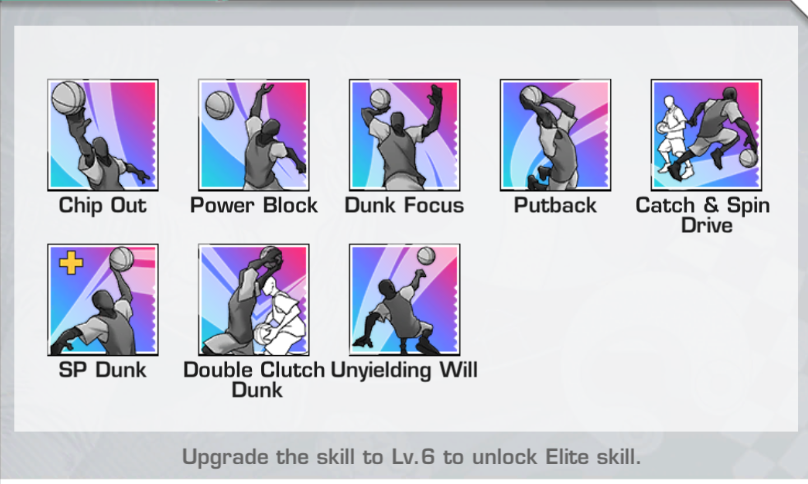 Chip Out
Power Block
Dunk Focus
Putback
Catch & Spin
Drive
SP Dunk
Double Clutch
Dunk
Unyielding Will
Upgrade the skill to Lv.6 to unlock Elite skill.